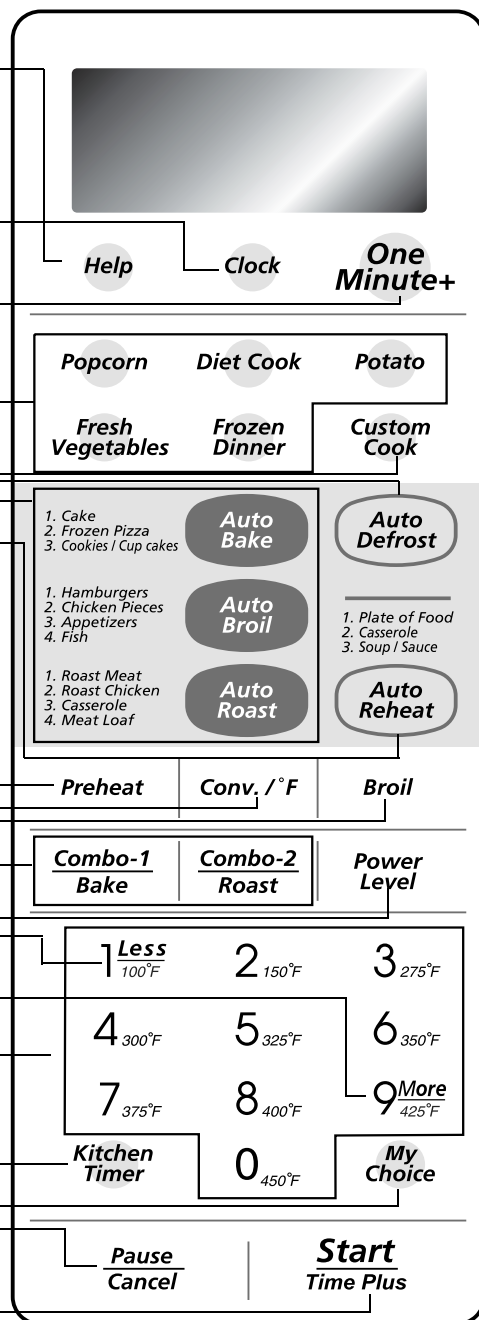 Help
Clock
One
Minute+
Popcorn
Diet Cook
Potato
Fresh
Vegetables
Frozen
Dinner
Custom
Cook
1. Cake
2. Frozen Pizza
3. Cookies / Cup cakes
Auto
Bake
Auto
Defrost
1. Hamburgers
2. Chicken Pieces
3. Appetizers
4. Fish
Auto
Broil
1. Plate of Food
2. Casserole
3. Soup / Sauce
1. Roast Meat
2. Roast Chicken
3. Casserole
4. Meat Loaf
Auto
Roast
Auto
Reheat
Preheat
Conv. /˚F
Broil
Combo-1
Bake
Combo-2
Roast
Power
Level
1 Less
100˚F
2 150˚F
3 275˚F
4 300˚F
5 325˚F
6 350˚F
7 375˚F
8 400˚F
9 More
425˚F
Kitchen
Timer
0 450˚F
My
Choice
Pause
Cancel
Start
Time Plus